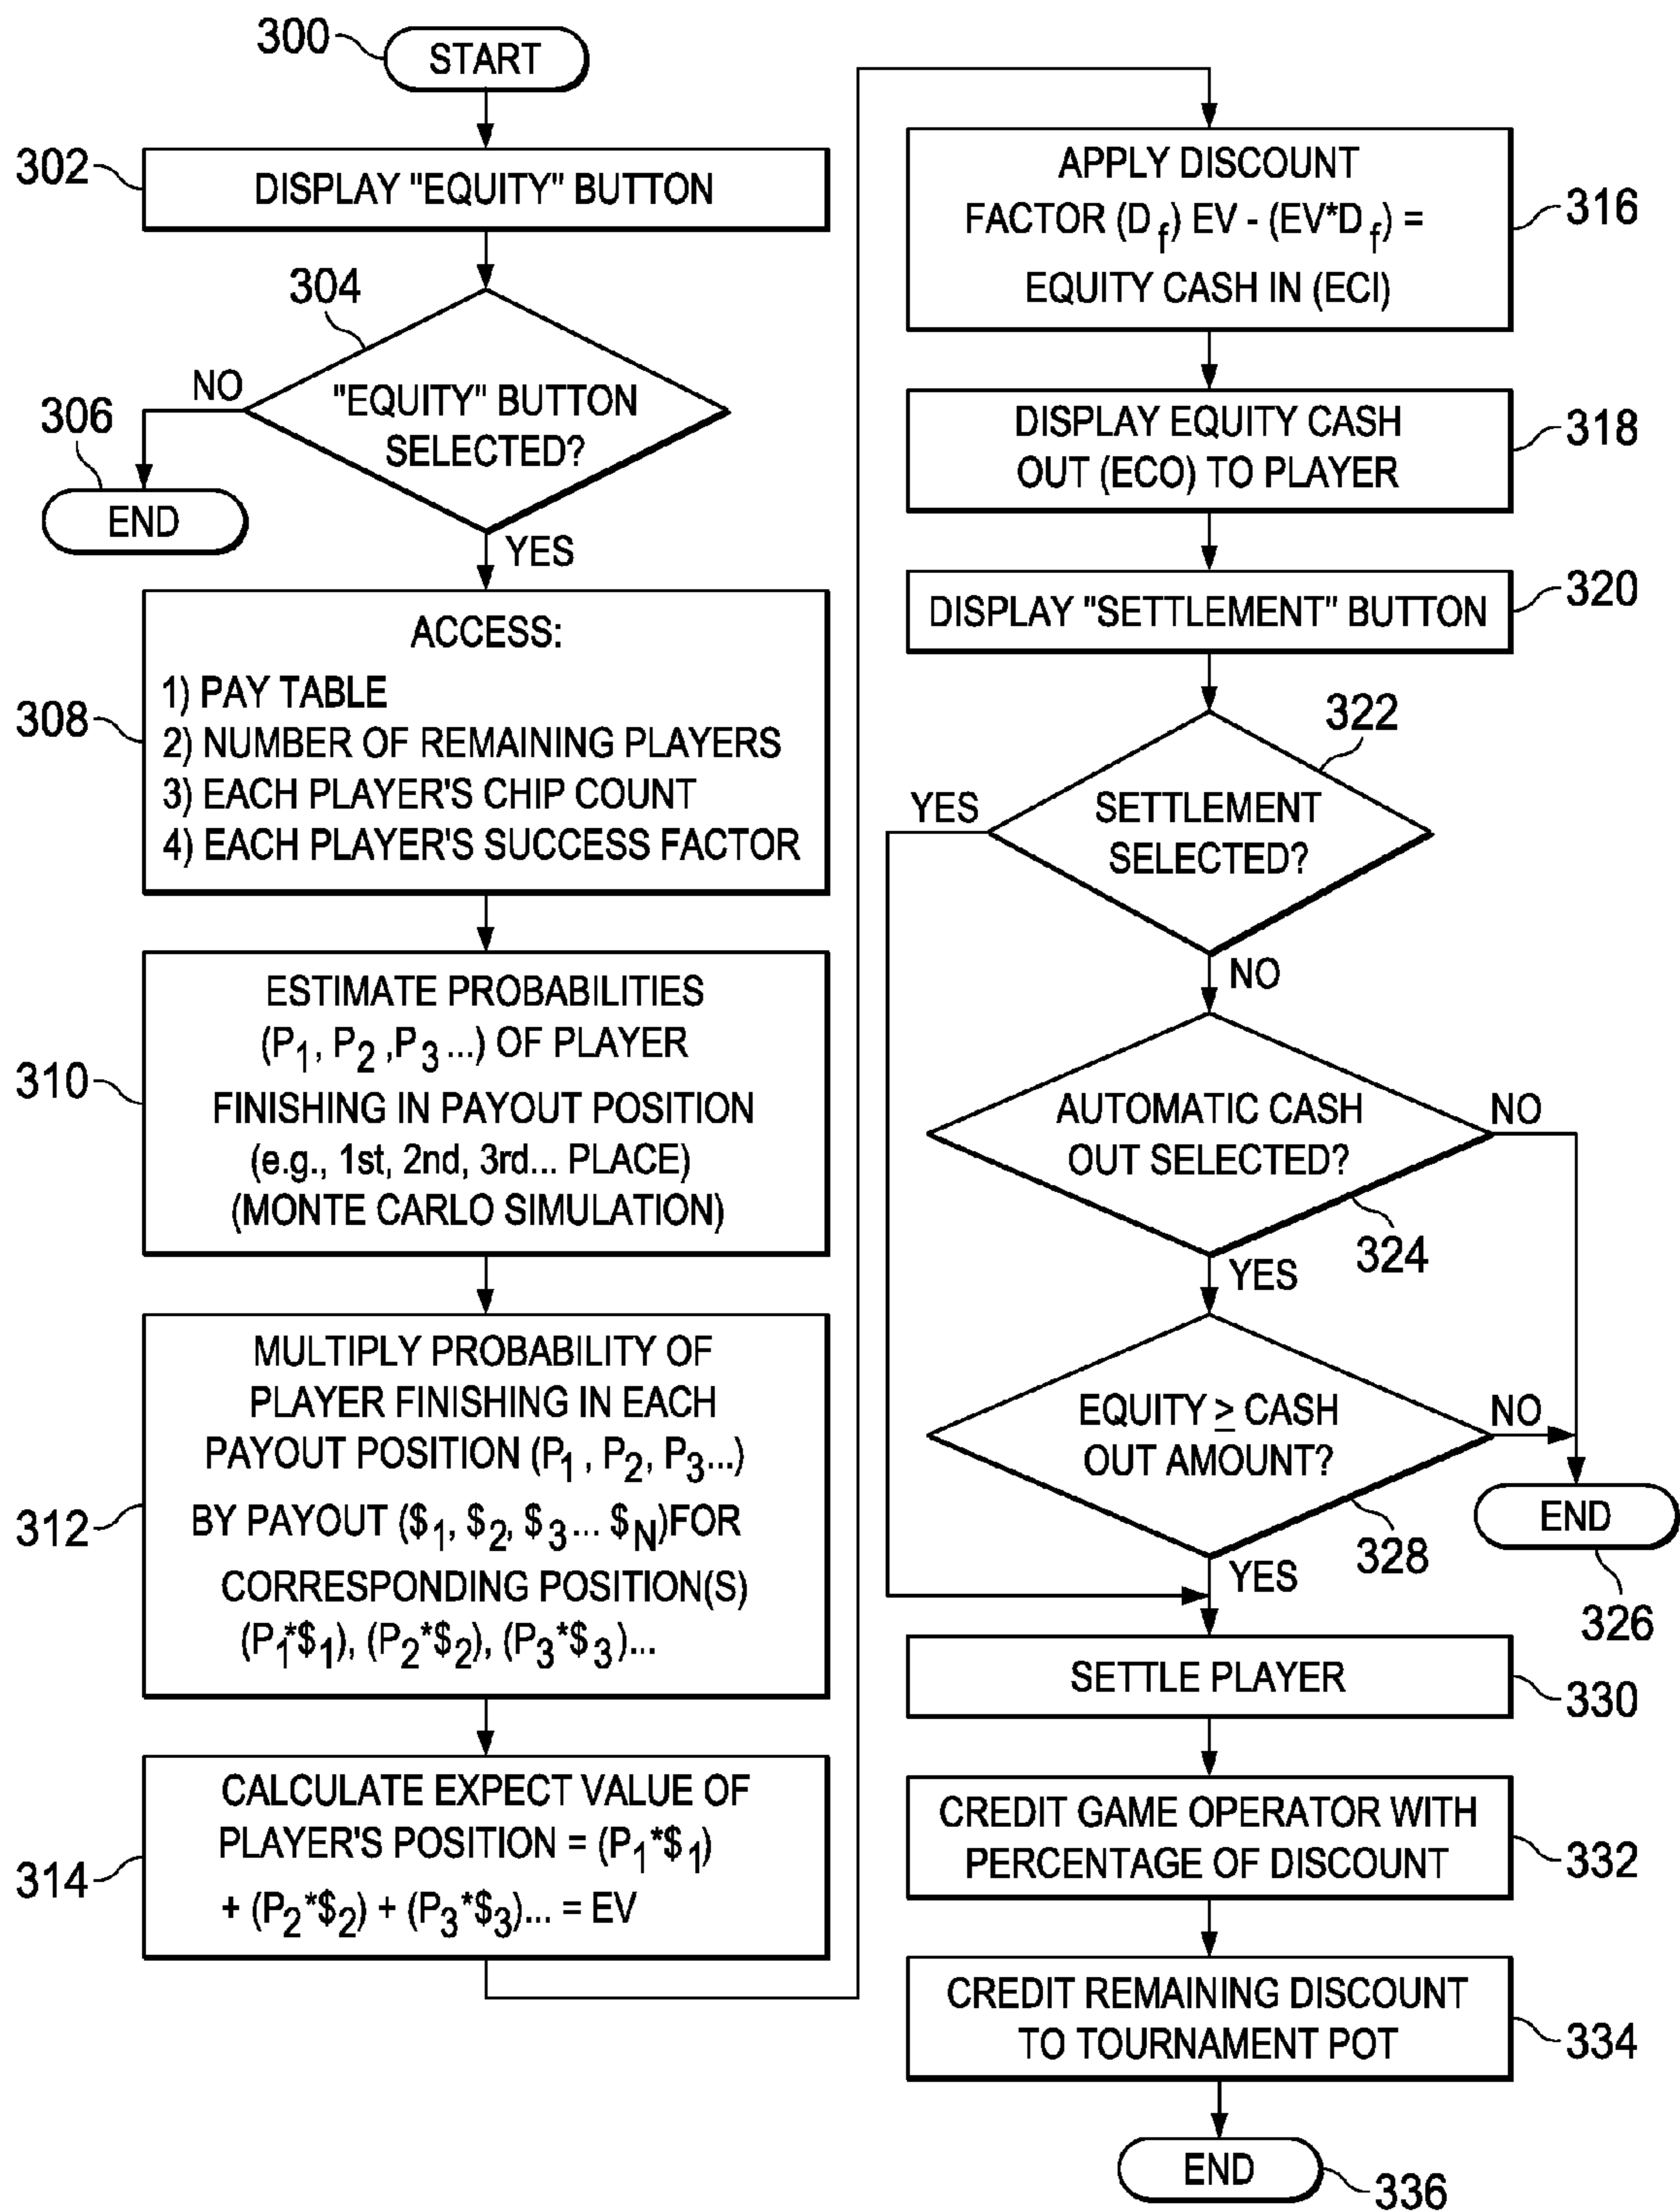 300
START
302
DISPLAY "EQUITY" BUTTON
304
"EQUITY" BUTTON
SELECTED?
NO
306
END
YES
308
ACCESS:
1) PAY TABLE
2) NUMBER OF REMAINING PLAYERS
3) EACH PLAYER'S CHIP COUNT
4) EACH PLAYER'S SUCCESS FACTOR
310
ESTIMATE PROBABILITIES
(P1, P2 ,P3 ...) OF PLAYER
FINISHING IN PAYOUT POSITION
(e.g., 1st, 2nd, 3rd... PLACE)
(MONTE CARLO SIMULATION)
312
MULTIPLY PROBABILITY OF
PLAYER FINISHING IN EACH
PAYOUT POSITION (P1 , P2, P3...)
BY PAYOUT ($1, $2, $3... $N)FOR
CORRESPONDING POSITION(S)
(P1*$1), (P2*$2), (P3*$3)...
314
CALCULATE EXPECT VALUE OF
PLAYER'S POSITION = (P1*$1)
+ (P2*$2) + (P3*$3)... = EV
APPLY DISCOUNT
FACTOR (Df) EV - (EV*Df) =
EQUITY CASH IN (ECI)
316
DISPLAY EQUITY CASH
OUT (ECO) TO PLAYER
318
DISPLAY "SETTLEMENT" BUTTON
320
322
SETTLEMENT
SELECTED?
YES
NO
AUTOMATIC CASH
OUT SELECTED?
NO
324
YES
EQUITY ≥ CASH
OUT AMOUNT?
NO
328
YES
END
326
SETTLE PLAYER
330
CREDIT GAME OPERATOR WITH
PERCENTAGE OF DISCOUNT
332
CREDIT REMAINING DISCOUNT
TO TOURNAMENT POT
334
END
336